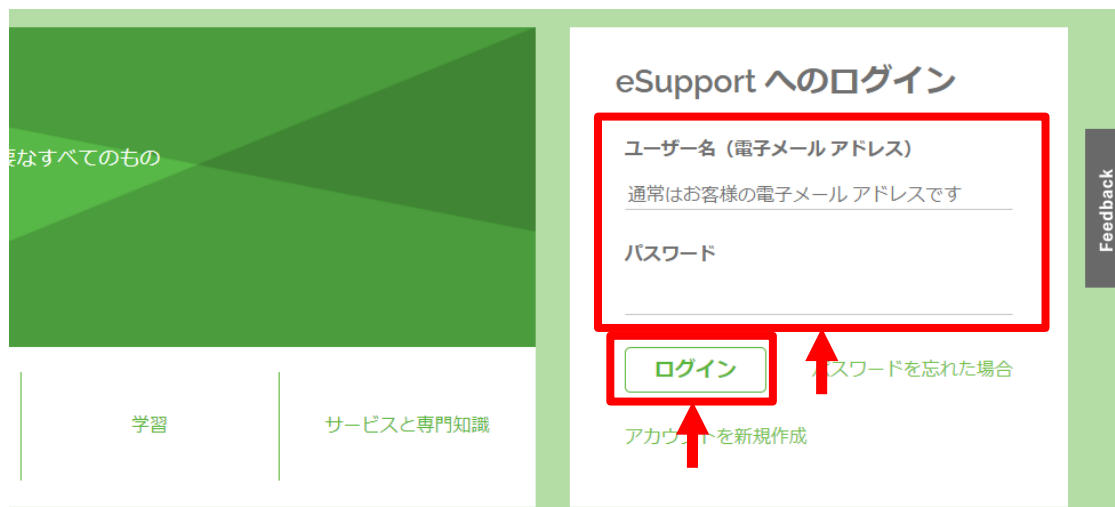 eSupport へのログイン
ユーザー名（電子メール アドレス）
なすべてのもの
通常はお客様の電子メール アドレスです
Feedback
パスワード
ログイン
スワードを忘れた場合
学習
サービスと専門知識
アカウントを新規作成